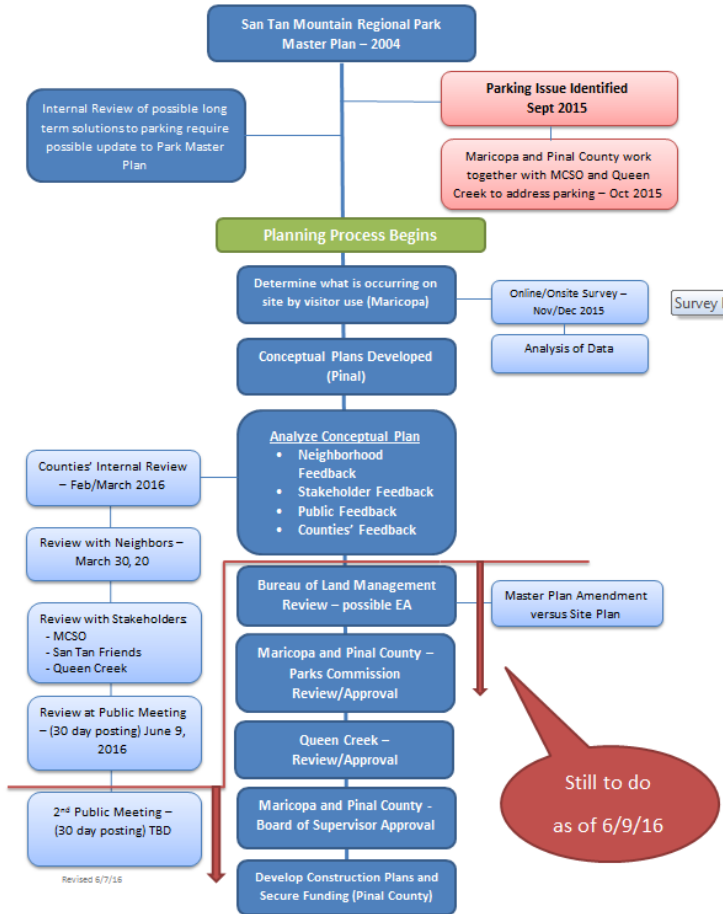 San Tan Mountain Regional Park
Master Plan – 2004
Parking Issue Identified
Sept 2015
Internal Review of possible long
term solutions to parking require
possible update to Park Master
Plan
Maricopa and Pinal County work
together with MCSO and Queen
Creek to address parking – Oct 2015
Planning Process Begins
Determine what is occurring on
site by visitor use (Maricopa)
Online/Onsite Survey –
Nov/Dec 2015
Survey
Analysis of Data
Conceptual Plans Developed
(Pinal)
Analyze Conceptual Plan
• Neighborhood
Feedback
• Stakeholder Feedback
• Public Feedback
• Counties' Feedback
Counties' Internal Review
– Feb/March 2016
Review with Neighbors –
March 30, 20
Review with Stakeholders
- MCSO
- San Tan Friends
- Queen Creek
Review at Public Meeting
– (30 day posting) June 9,
2016
2nd Public Meeting –
(30 day posting) TBD
Revised 6/7/16
Bureau of Land Management
Review – possible EA
Master Plan Amendment
versus Site Plan
Maricopa and Pinal County –
Parks Commission
Review/Approval
Queen Creek –
Review/Approval
Maricopa and Pinal County -
Board of Supervisor Approval
Develop Construction Plans and
Secure Funding (Pinal County)
Still to do
as of 6/9/16